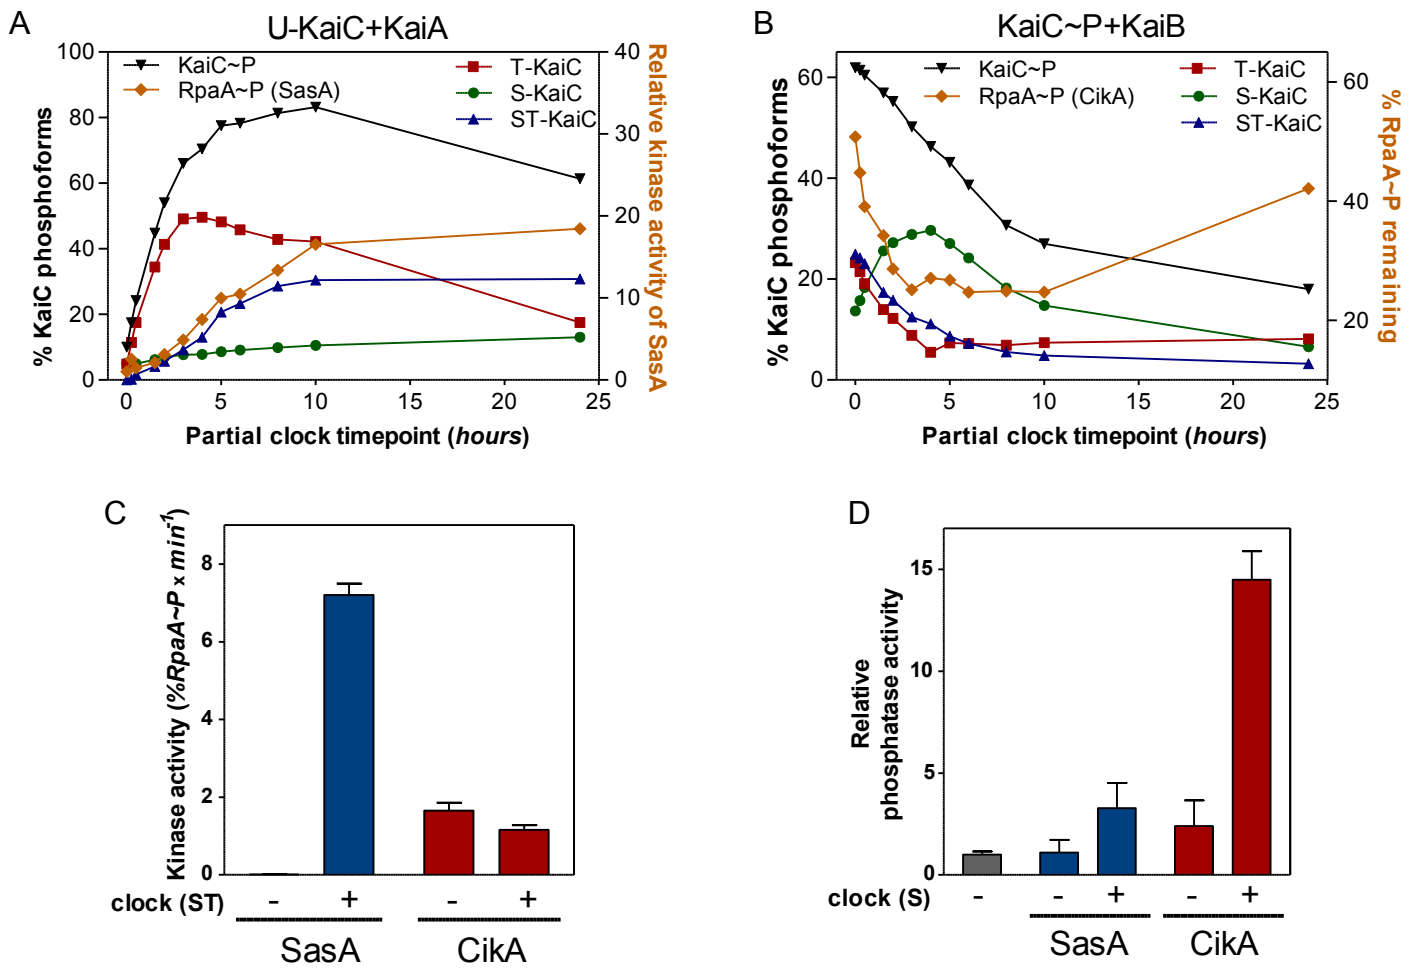 A
U-KaiC+KaiA
100
80
60
40
20
0
% KaiC phosphoforms
KaiC~P
RpaA~P (SasA)
T-KaiC
S-KaiC
ST-KaiC
40
30
20
10
0
Relative kinase activity of SasA
0 5 10 15 20 25
Partial clock timepoint (hours)
B
KaiC~P+KaiB
60
40
20
0
% KaiC phosphoforms
KaiC~P
RpaA~P (CikA)
T-KaiC
S-KaiC
ST-KaiC
60
40
20
% RpaA~P remaining
0 5 10 15 20 25
Partial clock timepoint (hours)
C
8
6
4
2
0
Kinase activity (%RpaA~P x min-1)
clock (ST) - + - +
SasA CikA
D
15
10
5
0
Relative
phosphatase activity
clock (S) - - + - +
SasA CikA